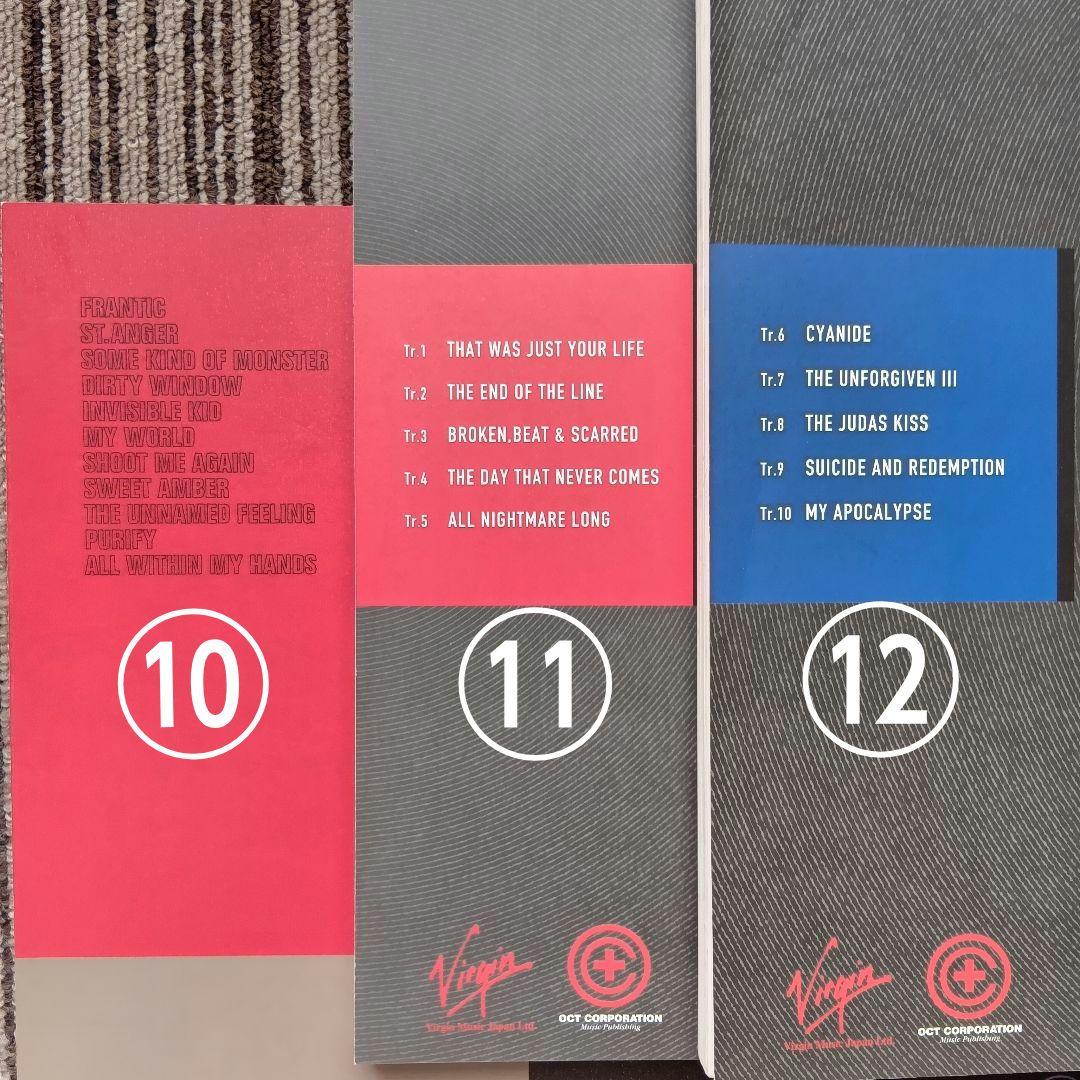 FRANTIC
ST.ANGER
SOME KIND OF MONSTER
DIRTY WINDOW
INVISIBLE KID
MY WORLD
SHOOT ME AGAIN
SWEET AMBER
THE UNNAMED FEELING
PURIFY
ALL WITHIN MY HANDS
10
Tr.1 THAT WAS JUST YOUR LIFE
Tr.2 THE END OF THE LINE
Tr.3 BROKEN,BEAT & SCARRED
Tr.4 THE DAY THAT NEVER COMES
Tr.5 ALL NIGHTMARE LONG
11
Virgin
Virgin Music Japan Ltd.
OCT CORPORATION
Music Publishing
Tr.6 CYANIDE
Tr.7 THE UNFORGIVEN III
Tr.8 THE JUDAS KISS
Tr.9 SUICIDE AND REDEMPTION
Tr.10 MY APOCALYPSE
12
Virgin
Virgin Music Japan Ltd.
OCT CORPORATION
Music Publishing